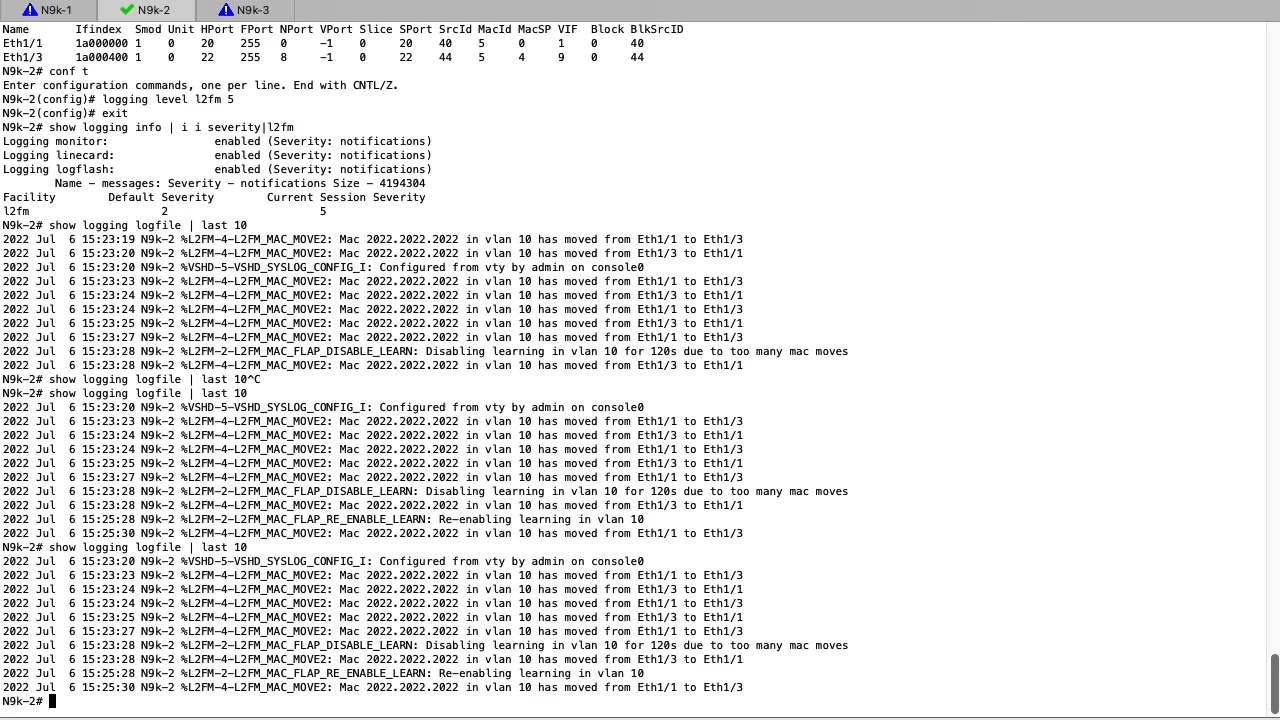 N9k-1 N9k-2 N9k-3
Name Ifindex Smod Unit HPort FPort NPort VPort Slice SPort SrcId MacId MacSP VIF Block BlkSrcID
Eth1/1 1a000000 1 0 20 255 0 -1 0 20 40 5 0 1 0 40
Eth1/3 1a000400 1 0 22 255 8 -1 0 22 44 5 4 9 0 44
N9k-2# conf t
Enter configuration commands, one per line. End with CNTL/Z.
N9k-2(config)# logging level l2fm 5
N9k-2(config)# exit
N9k-2# show logging info | i i severity|l2fm
Logging monitor: enabled (Severity: notifications)
Logging linecard: enabled (Severity: notifications)
Logging logflash: enabled (Severity: notifications)
Name - messages: Severity - notifications Size - 4194304
Facility Default Severity Current Session Severity
l2fm 2 5
N9k-2# show logging logfile | last 10
2022 Jul 6 15:23:19 N9k-2 %L2FM-4-L2FM_MAC_MOVE2: Mac 2022.2022.2022 in vlan 10 has moved from Eth1/1 to Eth1/3
2022 Jul 6 15:23:20 N9k-2 %L2FM-4-L2FM_MAC_MOVE2: Mac 2022.2022.2022 in vlan 10 has moved from Eth1/3 to Eth1/1
2022 Jul 6 15:23:20 N9k-2 %VSHD-5-VSHD_SYSLOG_CONFIG_I: Configured from vty by admin on console0
2022 Jul 6 15:23:23 N9k-2 %L2FM-4-L2FM_MAC_MOVE2: Mac 2022.2022.2022 in vlan 10 has moved from Eth1/1 to Eth1/3
2022 Jul 6 15:23:24 N9k-2 %L2FM-4-L2FM_MAC_MOVE2: Mac 2022.2022.2022 in vlan 10 has moved from Eth1/3 to Eth1/1
2022 Jul 6 15:23:24 N9k-2 %L2FM-4-L2FM_MAC_MOVE2: Mac 2022.2022.2022 in vlan 10 has moved from Eth1/1 to Eth1/3
2022 Jul 6 15:23:25 N9k-2 %L2FM-4-L2FM_MAC_MOVE2: Mac 2022.2022.2022 in vlan 10 has moved from Eth1/3 to Eth1/1
2022 Jul 6 15:23:27 N9k-2 %L2FM-4-L2FM_MAC_MOVE2: Mac 2022.2022.2022 in vlan 10 has moved from Eth1/1 to Eth1/3
2022 Jul 6 15:23:28 N9k-2 %L2FM-2-L2FM_MAC_FLAP_DISABLE_LEARN: Disabling learning in vlan 10 for 120s due to too many mac moves
2022 Jul 6 15:23:28 N9k-2 %L2FM-4-L2FM_MAC_MOVE2: Mac 2022.2022.2022 in vlan 10 has moved from Eth1/3 to Eth1/1
N9k-2# show logging logfile | last 10^C
N9k-2# show logging logfile | last 10
2022 Jul 6 15:23:20 N9k-2 %VSHD-5-VSHD_SYSLOG_CONFIG_I: Configured from vty by admin on console0
2022 Jul 6 15:23:23 N9k-2 %L2FM-4-L2FM_MAC_MOVE2: Mac 2022.2022.2022 in vlan 10 has moved from Eth1/1 to Eth1/3
2022 Jul 6 15:23:24 N9k-2 %L2FM-4-L2FM_MAC_MOVE2: Mac 2022.2022.2022 in vlan 10 has moved from Eth1/3 to Eth1/1
2022 Jul 6 15:23:24 N9k-2 %L2FM-4-L2FM_MAC_MOVE2: Mac 2022.2022.2022 in vlan 10 has moved from Eth1/1 to Eth1/3
2022 Jul 6 15:23:25 N9k-2 %L2FM-4-L2FM_MAC_MOVE2: Mac 2022.2022.2022 in vlan 10 has moved from Eth1/3 to Eth1/1
2022 Jul 6 15:23:27 N9k-2 %L2FM-4-L2FM_MAC_MOVE2: Mac 2022.2022.2022 in vlan 10 has moved from Eth1/1 to Eth1/3
2022 Jul 6 15:23:28 N9k-2 %L2FM-2-L2FM_MAC_FLAP_DISABLE_LEARN: Disabling learning in vlan 10 for 120s due to too many mac moves
2022 Jul 6 15:23:28 N9k-2 %L2FM-4-L2FM_MAC_MOVE2: Mac 2022.2022.2022 in vlan 10 has moved from Eth1/3 to Eth1/1
2022 Jul 6 15:25:28 N9k-2 %L2FM-2-L2FM_MAC_FLAP_RE_ENABLE_LEARN: Re-enabling learning in vlan 10
2022 Jul 6 15:25:30 N9k-2 %L2FM-4-L2FM_MAC_MOVE2: Mac 2022.2022.2022 in vlan 10 has moved from Eth1/1 to Eth1/3
N9k-2# show logging logfile | last 10
2022 Jul 6 15:23:20 N9k-2 %VSHD-5-VSHD_SYSLOG_CONFIG_I: Configured from vty by admin on console0
2022 Jul 6 15:23:23 N9k-2 %L2FM-4-L2FM_MAC_MOVE2: Mac 2022.2022.2022 in vlan 10 has moved from Eth1/1 to Eth1/3
2022 Jul 6 15:23:24 N9k-2 %L2FM-4-L2FM_MAC_MOVE2: Mac 2022.2022.2022 in vlan 10 has moved from Eth1/3 to Eth1/1
2022 Jul 6 15:23:24 N9k-2 %L2FM-4-L2FM_MAC_MOVE2: Mac 2022.2022.2022 in vlan 10 has moved from Eth1/1 to Eth1/3
2022 Jul 6 15:23:25 N9k-2 %L2FM-4-L2FM_MAC_MOVE2: Mac 2022.2022.2022 in vlan 10 has moved from Eth1/3 to Eth1/1
2022 Jul 6 15:23:27 N9k-2 %L2FM-4-L2FM_MAC_MOVE2: Mac 2022.2022.2022 in vlan 10 has moved from Eth1/1 to Eth1/3
2022 Jul 6 15:23:28 N9k-2 %L2FM-2-L2FM_MAC_FLAP_DISABLE_LEARN: Disabling learning in vlan 10 for 120s due to too many mac moves
2022 Jul 6 15:23:28 N9k-2 %L2FM-4-L2FM_MAC_MOVE2: Mac 2022.2022.2022 in vlan 10 has moved from Eth1/3 to Eth1/1
2022 Jul 6 15:25:28 N9k-2 %L2FM-2-L2FM_MAC_FLAP_RE_ENABLE_LEARN: Re-enabling learning in vlan 10
2022 Jul 6 15:25:30 N9k-2 %L2FM-4-L2FM_MAC_MOVE2: Mac 2022.2022.2022 in vlan 10 has moved from Eth1/1 to Eth1/3
N9k-2#